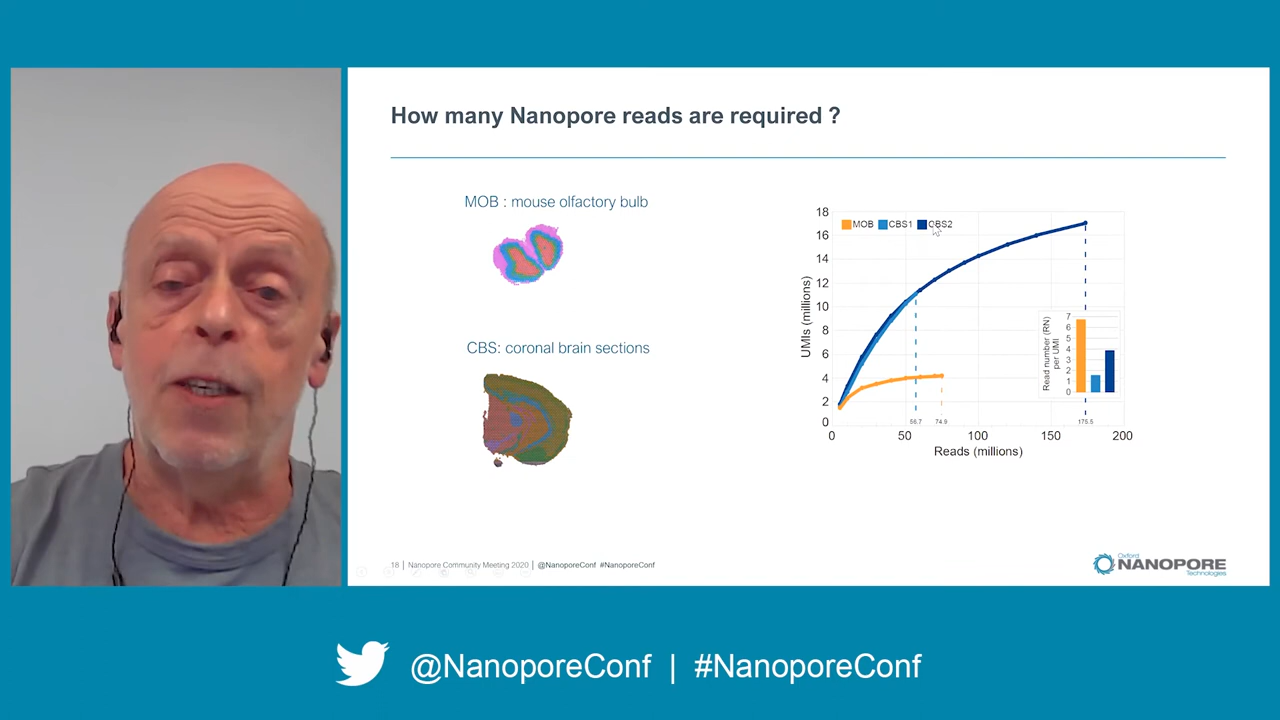 How many Nanopore reads are required ?
MOB : mouse olfactory bulb
CBS: coronal brain sections
MOB CBS1 CBS2
UMIs (millions)
18
16
14
12
10
8
6
4
2
0
56.7 74.9 175.5
0 50 100 150 200
Reads (millions)
Read number (RN)
per UMI
7
6
5
4
3
2
1
0
18 | Nanopore Community Meeting 2020 | @NanoporeConf #NanoporeConf
Oxford
NANOPORE
Technologies
@NanoporeConf | #NanoporeConf